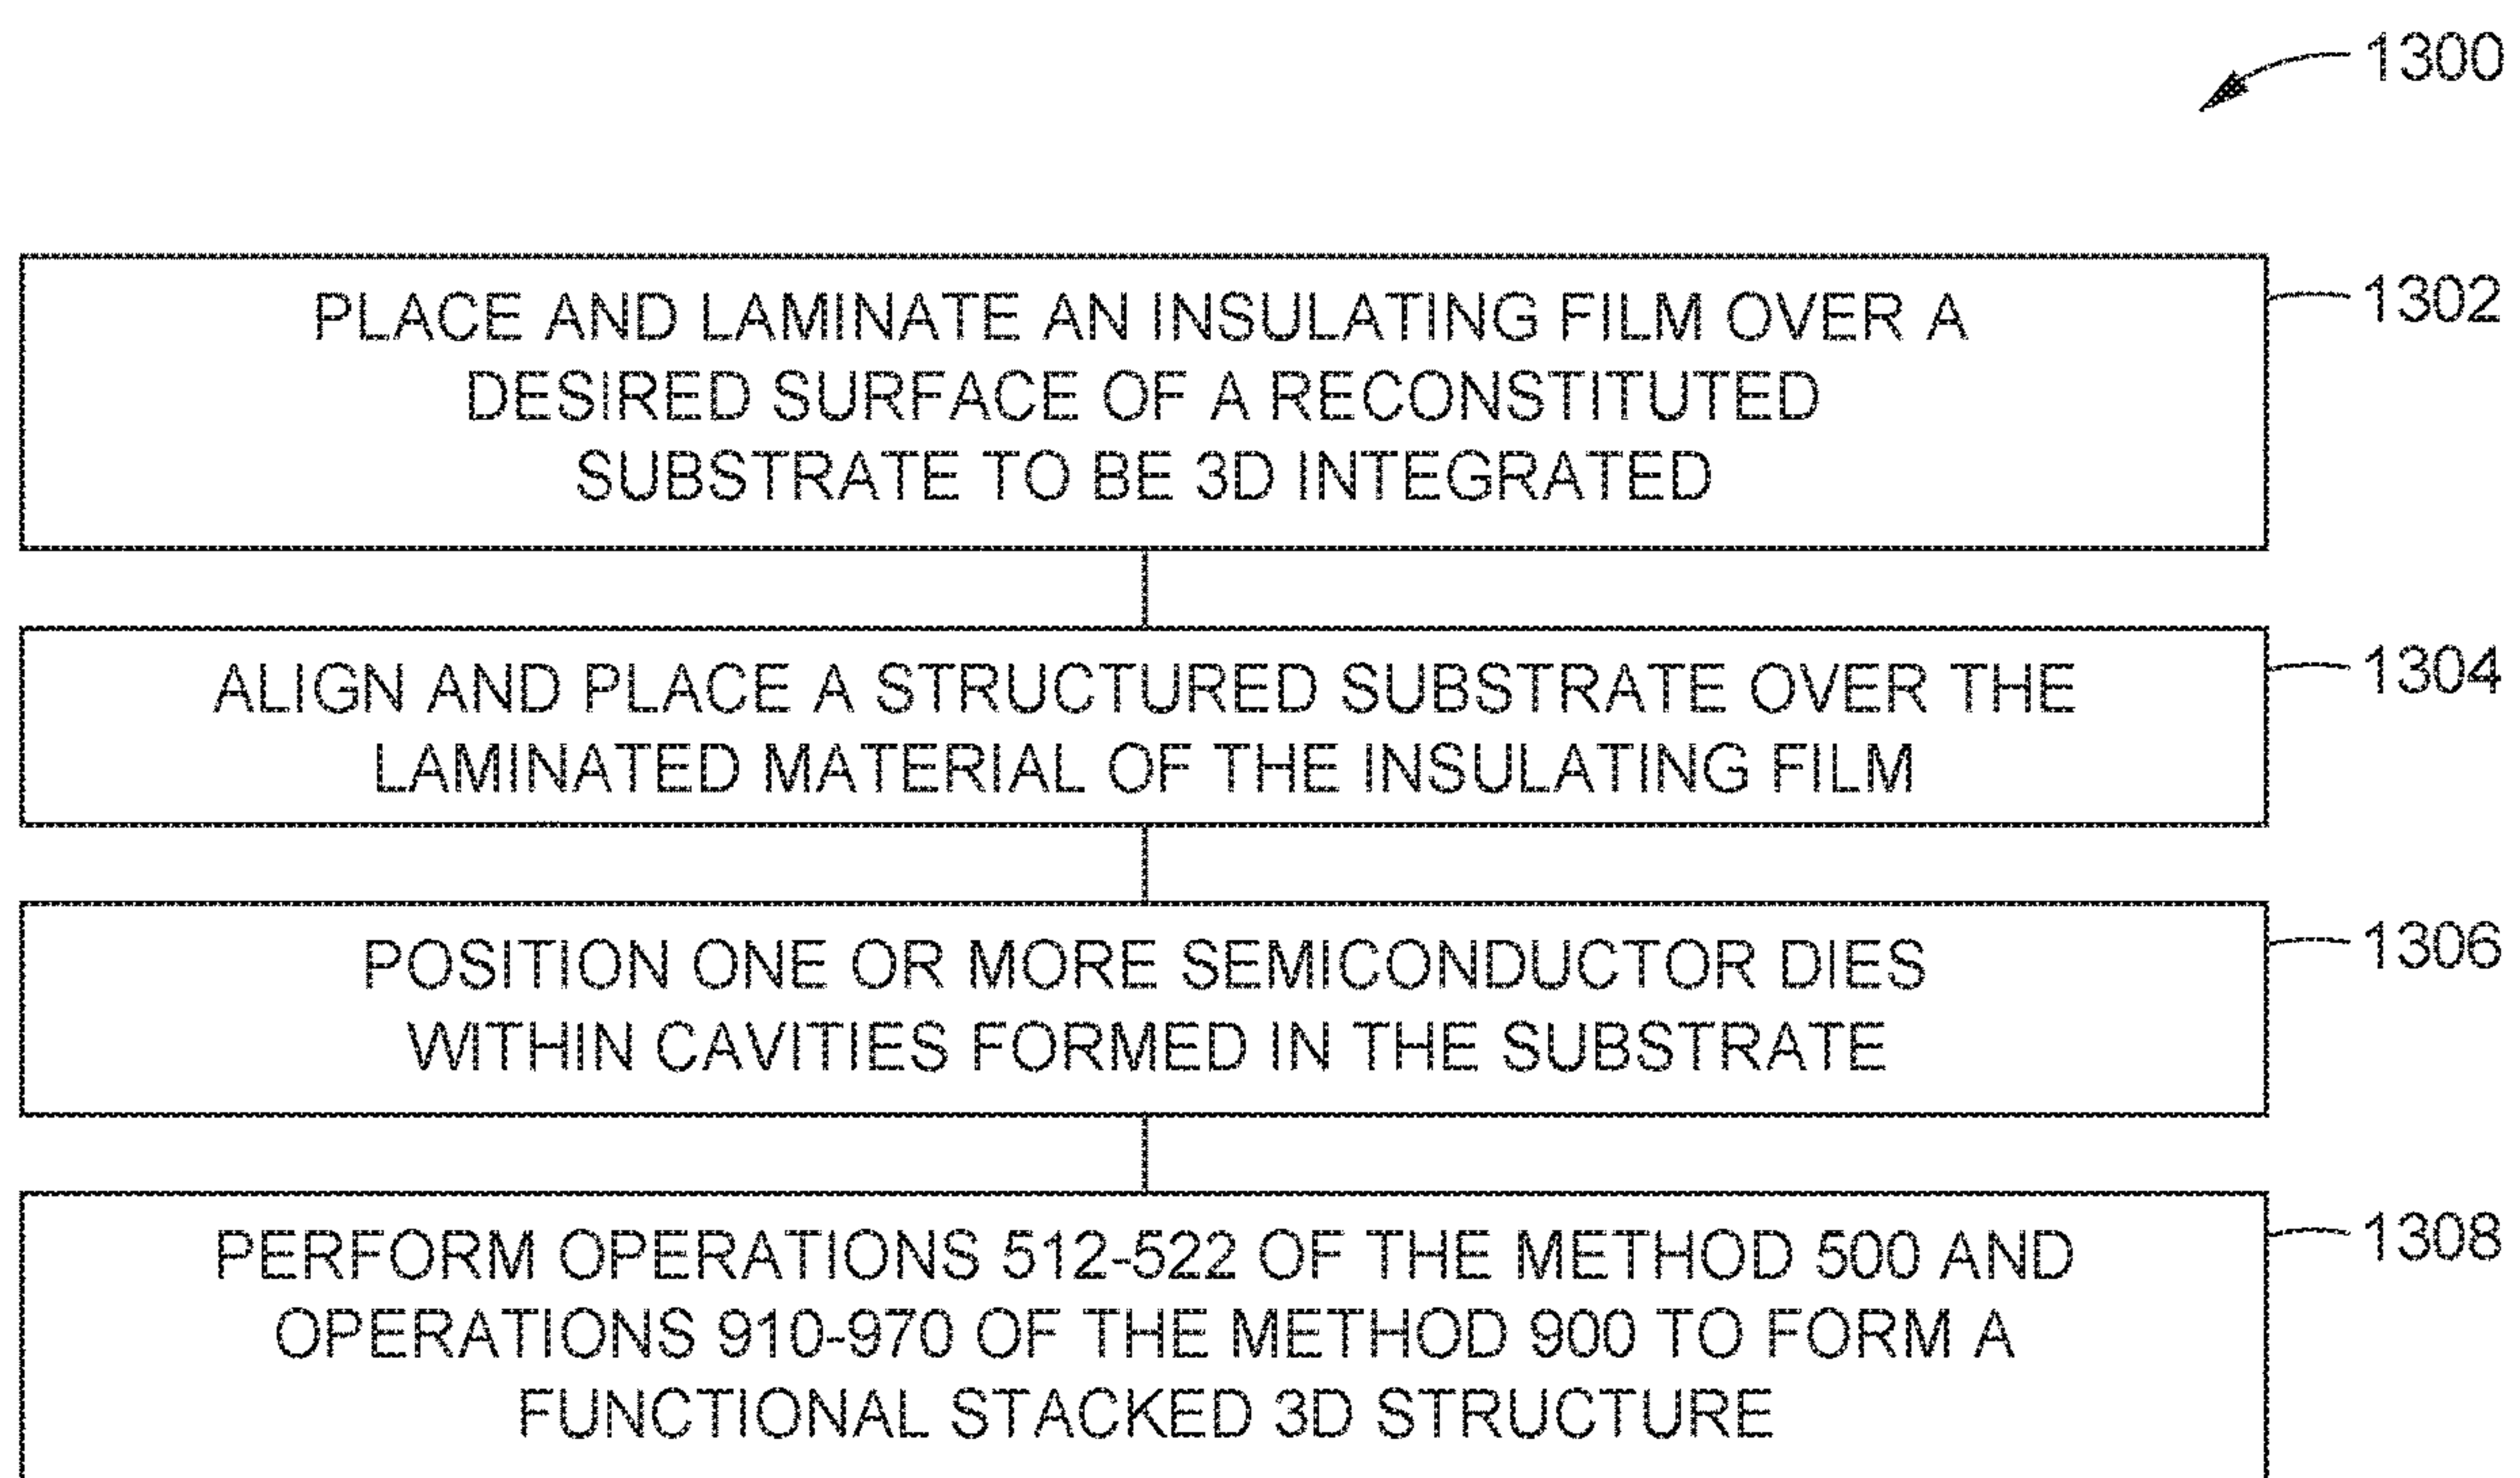 1300
PLACE AND LAMINATE AN INSULATING FILM OVER A
DESIRED SURFACE OF A RECONSTITUTED
SUBSTRATE TO BE 3D INTEGRATED
1302
ALIGN AND PLACE A STRUCTURED SUBSTRATE OVER THE
LAMINATED MATERIAL OF THE INSULATING FILM
1304
POSITION ONE OR MORE SEMICONDUCTOR DIES
WITHIN CAVITIES FORMED IN THE SUBSTRATE
1306
PERFORM OPERATIONS 512-522 OF THE METHOD 500 AND
OPERATIONS 910-970 OF THE METHOD 900 TO FORM A
FUNCTIONAL STACKED 3D STRUCTURE
1308